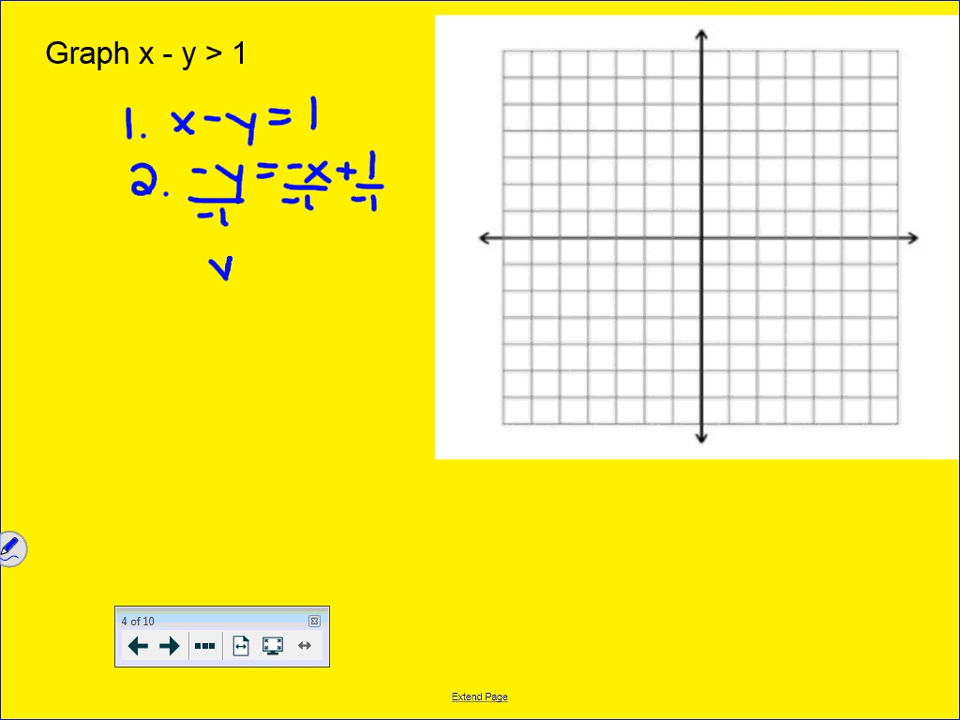 Graph x - y > 1
1. x - y = 1
2. -y/-1 = -x/-1 + 1/-1
4 of 10
Extend Page